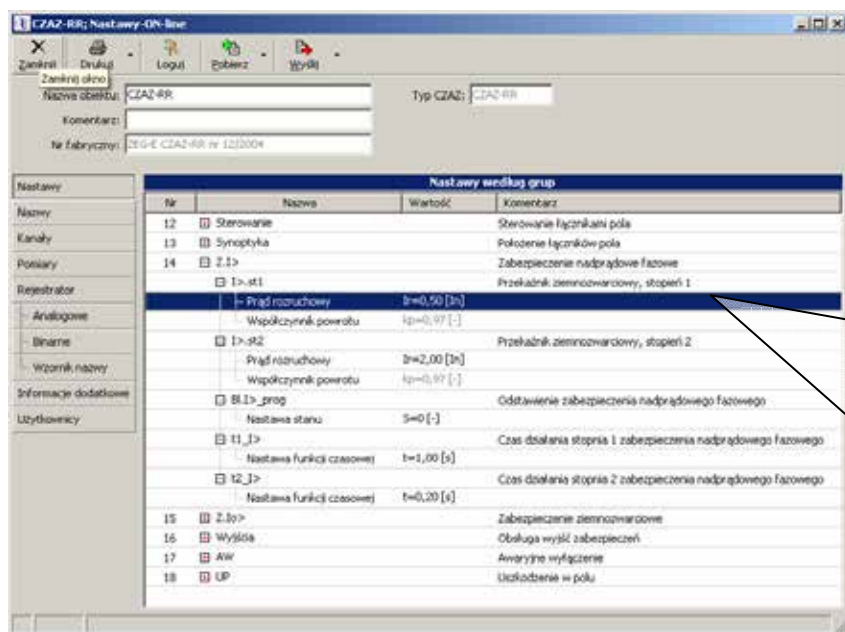 CZAZ-RR; Nastawy-ON-line
Zamknij Drukuj Loguj Pobierz Wyślij
Zamknij okno
Nazwa obiektu: CZAZ-RR Typ CZAZ: CZAZ-RR
Komentarz:
Nr fabryczny: ZEG-E CZAZ-RR nr 12/2004
Nastawy
Nazwy
Kanały
Pomiary
Rejestrator
Analogowe
Binarne
Wzornik nazwy
Informacje dodatkowe
Użytkownicy
Nastawy według grup
Nr Nazwa Wartość Komentarz
12 Sterowanie Sterowanie łącznikami pola
13 Synoptyka Położenie łączników pola
14 Z.I> Zabezpieczenie nadprądowe fazowe
I>.st1 Przekaźnik ziemnozwarciowy, stopień 1
Prąd rozruchowy Ir=0,50 [In]
Współczynnik powrotu kp=0,97 [-]
I>.st2 Przekaźnik ziemnozwarciowy, stopień 2
Prąd rozruchowy Ir=2,00 [In]
Współczynnik powrotu kp=0,97 [-]
Bl.I>_prog Odstawienie zabezpieczenia nadprądowego fazowego
Nastawa stanu S=0 [-]
t1_I> Czas działania stopnia 1 zabezpieczenia nadprądowego fazowego
Nastawa funkcji czasowej t=1,00 [s]
t2_I> Czas działania stopnia 2 zabezpieczenia nadprądowego fazowego
Nastawa funkcji czasowej t=0,20 [s]
15 Z.Io> Zabezpieczenie ziemnozwarciowe
16 Wyjścia Obsługa wyjść zabezpieczeń
17 AW Awaryjne wyłączenie
18 UP Uszkodzenie w polu